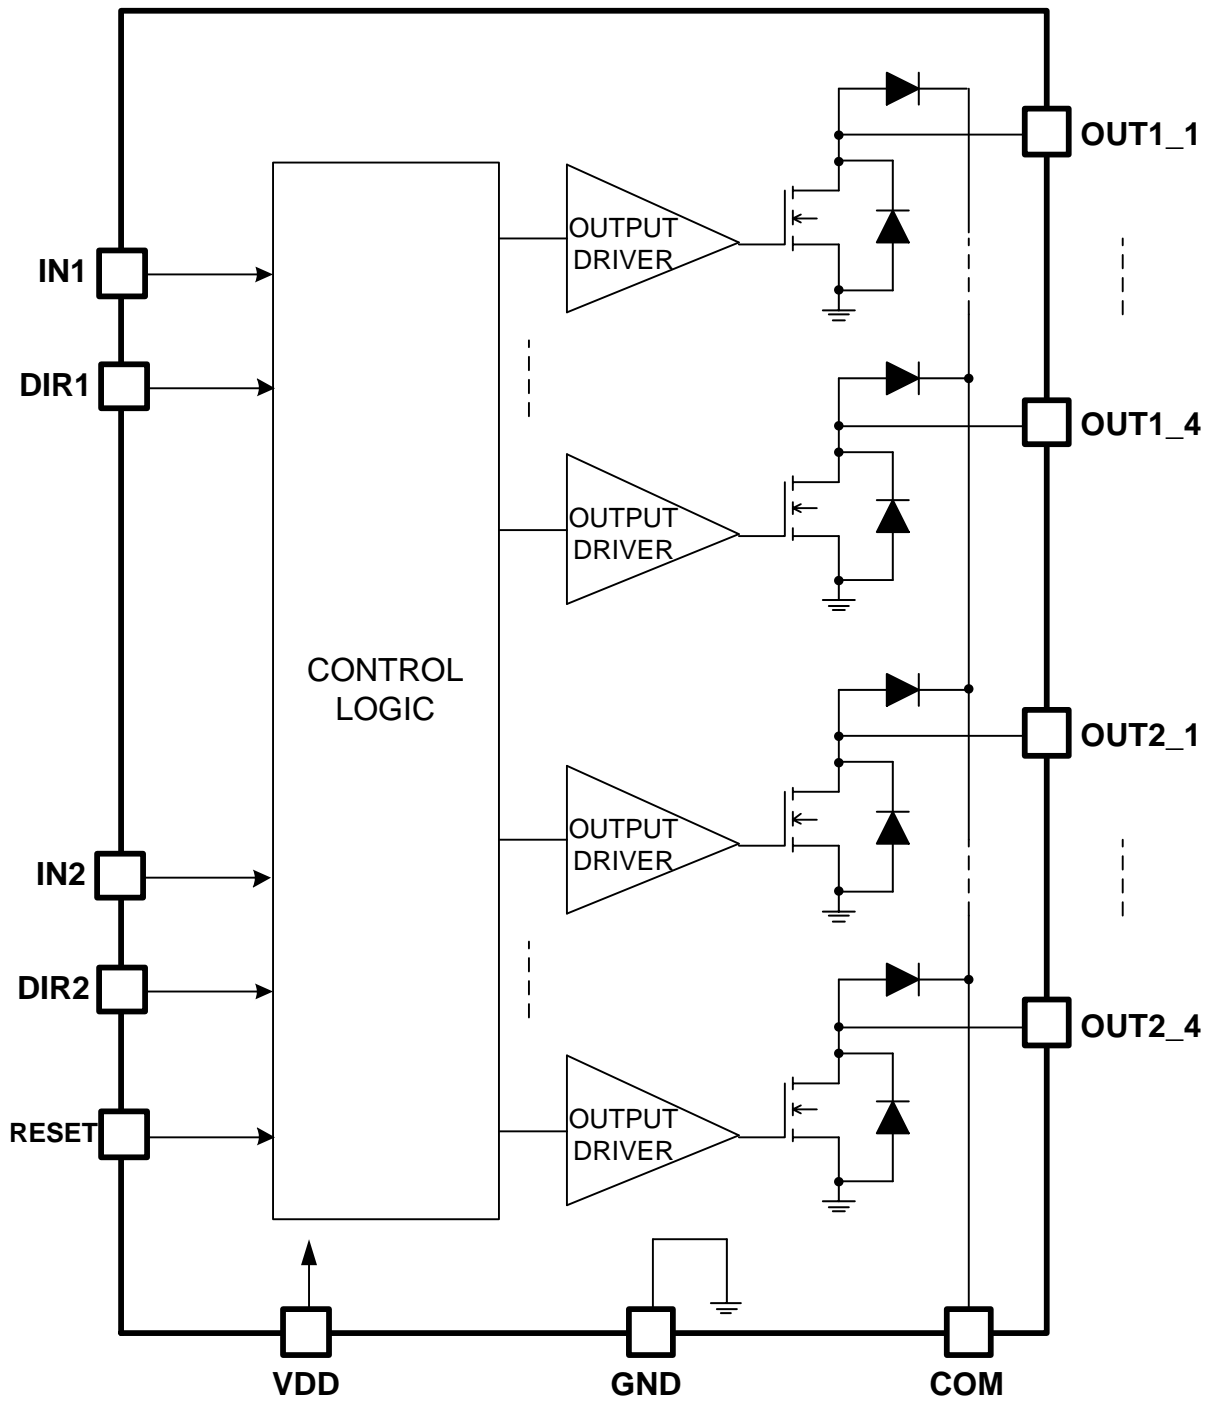 OUT1_1
OUTPUT
DRIVER
IN1
DIR1
OUT1_4
OUTPUT
DRIVER
CONTROL
LOGIC
OUT2_1
OUTPUT
DRIVER
IN2
DIR2
OUT2_4
OUTPUT
DRIVER
RESET
VDD
GND
COM